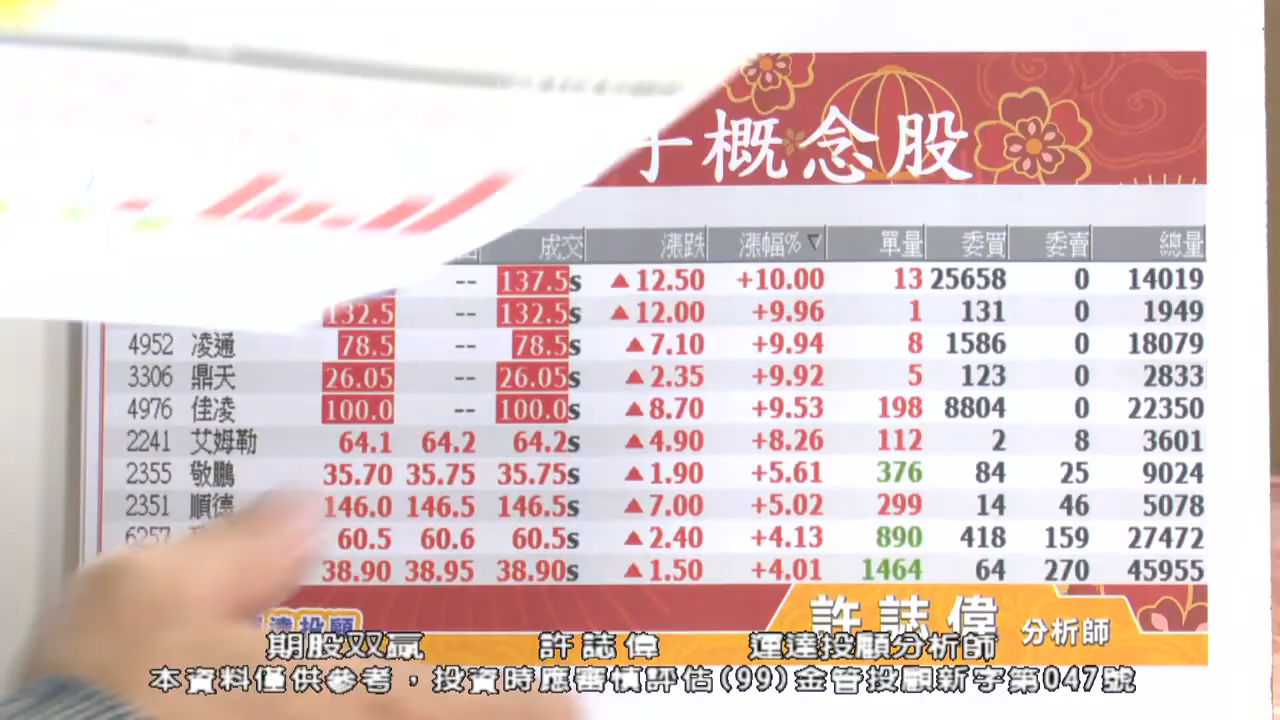 概念股
成交 漲跌 漲幅%▽ 單量 委買 委賣 總量
-- 137.5s ▲12.50 +10.00 13 25658 0 14019
132.5 -- 132.5s ▲12.00 +9.96 1 131 0 1949
4952 凌通 78.5 -- 78.5s ▲7.10 +9.94 8 1586 0 18079
3306 鼎天 26.05 -- 26.05s ▲2.35 +9.92 5 123 0 2833
4976 佳凌 100.0 -- 100.0s ▲8.70 +9.53 198 8804 0 22350
2241 艾姆勒 64.1 64.2 64.2s ▲4.90 +8.26 112 2 8 3601
2355 敬鵬 35.70 35.75 35.75s ▲1.90 +5.61 376 84 25 9024
2351 順德 146.0 146.5 146.5s ▲7.00 +5.02 299 14 46 5078
6257 60.5 60.6 60.5s ▲2.40 +4.13 890 418 159 27472
38.90 38.95 38.90s ▲1.50 +4.01 1464 64 270 45955
達投顧 許誌偉 分析師
期股双贏 許誌偉 運達投顧分析師
本資料僅供參考，投資時應審慎評估(99)金管投顧新字第047號